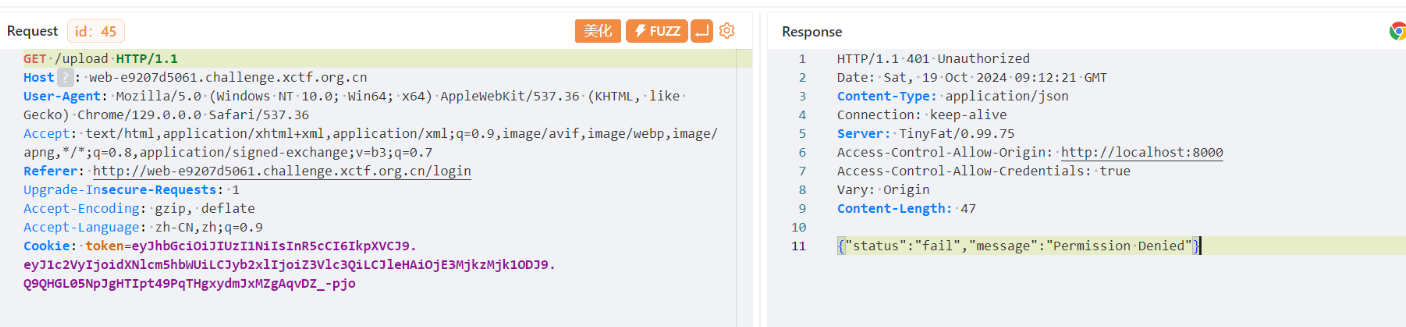 Request id: 45 美化 FUZZ
GET /upload HTTP/1.1
Host ? : web-e9207d5061.challenge.xctf.org.cn
User-Agent: Mozilla/5.0 (Windows NT 10.0; Win64; x64) AppleWebKit/537.36 (KHTML, like
Gecko) Chrome/129.0.0.0 Safari/537.36
Accept: text/html,application/xhtml+xml,application/xml;q=0.9,image/avif,image/webp,image/
apng,*/*;q=0.8,application/signed-exchange;v=b3;q=0.7
Referer: http://web-e9207d5061.challenge.xctf.org.cn/login
Upgrade-Insecure-Requests: 1
Accept-Encoding: gzip, deflate
Accept-Language: zh-CN,zh;q=0.9
Cookie: token=eyJhbGciOiJIUzI1NiIsInR5cCI6IkpXVCJ9.
eyJ1c2VyIjoidXNlcm5hbWUiLCJyb2xlIjoiZ3Vlc3QiLCJleHAiOjE3MjkzMjk1ODJ9.
Q9QHGL05NpJgHTIpt49PqTHgxydmJxMZgAqvDZ_-pjo
Response
1 HTTP/1.1 401 Unauthorized
2 Date: Sat, 19 Oct 2024 09:12:21 GMT
3 Content-Type: application/json
4 Connection: keep-alive
5 Server: TinyFat/0.99.75
6 Access-Control-Allow-Origin: http://localhost:8000
7 Access-Control-Allow-Credentials: true
8 Vary: Origin
9 Content-Length: 47
10
11 {"status":"fail","message":"Permission Denied"}